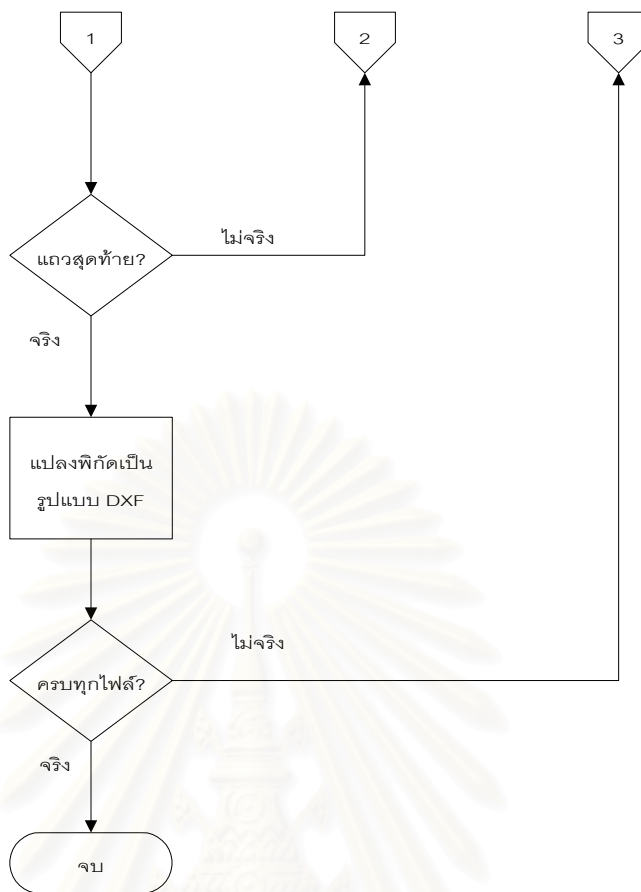 1
2
3
แถวสุดท้าย?
ไม่จริง
จริง
แปลงพิกัดเป็น
รูปแบบ DXF
ไม่จริง
ครบทุกไฟล์?
จริง
จบ